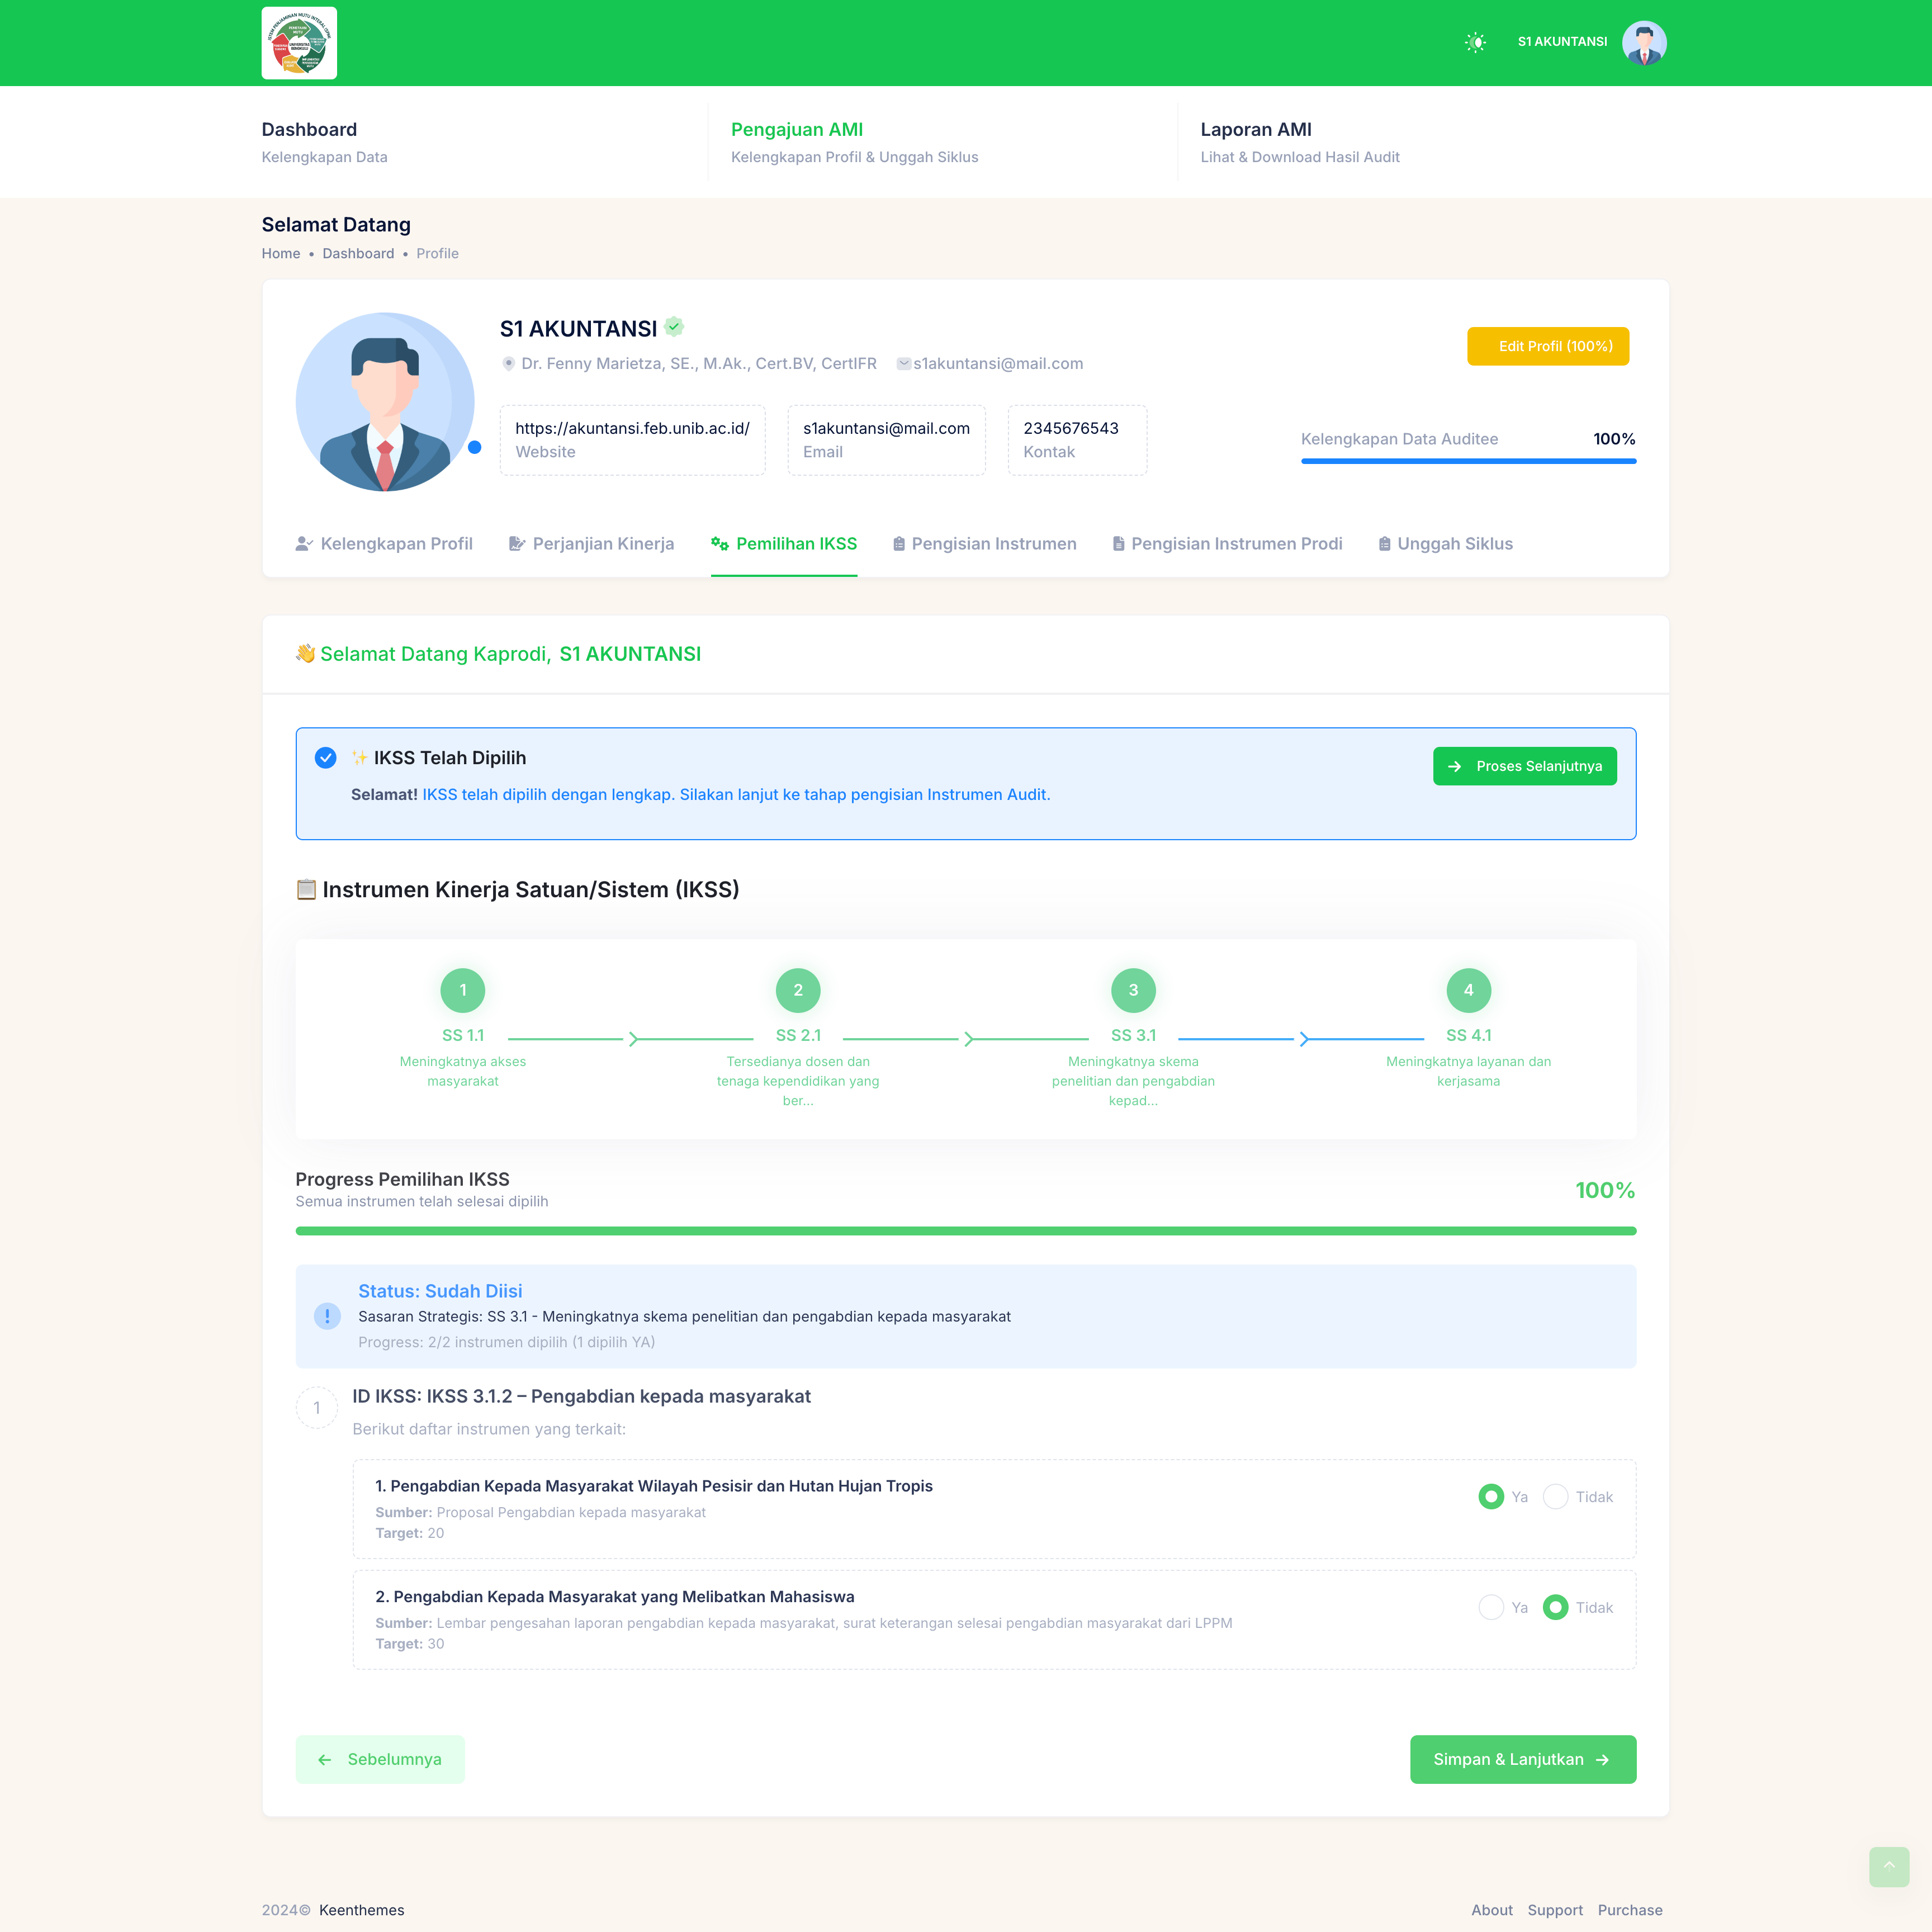 S1 AKUNTANSI
Dashboard
Kelengkapan Data
Pengajuan AMI
Kelengkapan Profil & Unggah Siklus
Laporan AMI
Lihat & Download Hasil Audit
Selamat Datang
Home • Dashboard • Profile
S1 AKUNTANSI
Dr. Fenny Marietza, SE., M.Ak., Cert.BV, CertIFR s1akuntansi@mail.com
Edit Profil (100%)
https://akuntansi.feb.unib.ac.id/
Website
s1akuntansi@mail.com
Email
2345676543
Kontak
Kelengkapan Data Auditee 100%
Kelengkapan Profil Perjanjian Kinerja Pemilihan IKSS Pengisian Instrumen Pengisian Instrumen Prodi Unggah Siklus
👋 Selamat Datang Kaprodi, S1 AKUNTANSI
✨ IKSS Telah Dipilih
Selamat! IKSS telah dipilih dengan lengkap. Silakan lanjut ke tahap pengisian Instrumen Audit.
Proses Selanjutnya
📋 Instrumen Kinerja Satuan/Sistem (IKSS)
1
SS 1.1
Meningkatnya akses
masyarakat
2
SS 2.1
Tersedianya dosen dan
tenaga kependidikan yang
ber...
3
SS 3.1
Meningkatnya skema
penelitian dan pengabdian
kepad...
4
SS 4.1
Meningkatnya layanan dan
kerjasama
Progress Pemilihan IKSS
Semua instrumen telah selesai dipilih
100%
Status: Sudah Diisi
Sasaran Strategis: SS 3.1 - Meningkatnya skema penelitian dan pengabdian kepada masyarakat
Progress: 2/2 instrumen dipilih (1 dipilih YA)
1
ID IKSS: IKSS 3.1.2 – Pengabdian kepada masyarakat
Berikut daftar instrumen yang terkait:
1. Pengabdian Kepada Masyarakat Wilayah Pesisir dan Hutan Hujan Tropis
Sumber: Proposal Pengabdian kepada masyarakat
Target: 20
Ya Tidak
2. Pengabdian Kepada Masyarakat yang Melibatkan Mahasiswa
Sumber: Lembar pengesahan laporan pengabdian kepada masyarakat, surat keterangan selesai pengabdian masyarakat dari LPPM
Target: 30
Ya Tidak
Sebelumnya
Simpan & Lanjutkan
2024© Keenthemes
About Support Purchase